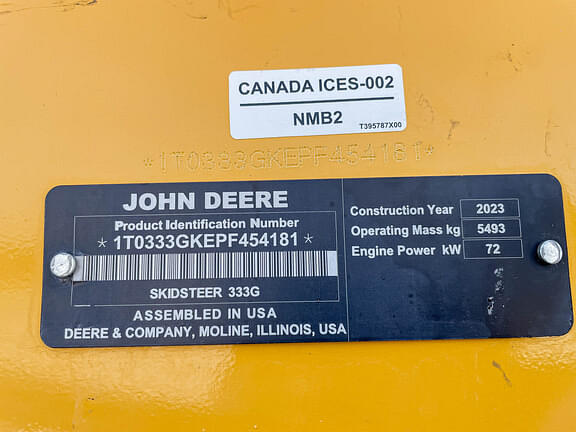 CANADA ICES-002
NMB2
T395787X00
*1T0333GKEPF454181*
JOHN DEERE
Product Identification Number
* 1T0333GKEPF454181 *
SKIDSTEER 333G
ASSEMBLED IN USA
DEERE & COMPANY, MOLINE, ILLINOIS, USA
Construction Year 2023
Operating Mass kg 5493
Engine Power kW 72